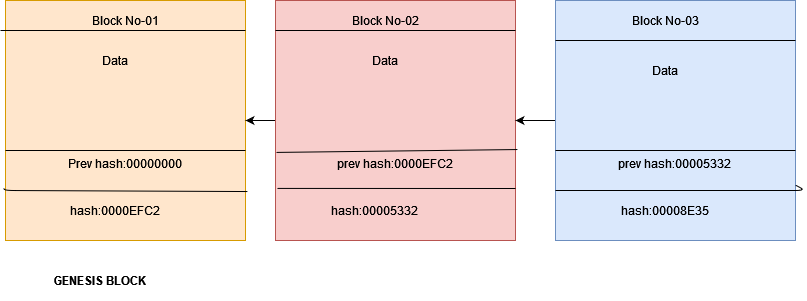 Block No-01
Data
Prev hash:00000000
hash:0000EFC2
Block No-02
Data
prev hash:0000EFC2
hash:00005332
Block No-03
Data
prev hash:00005332
hash:00008E35
GENESIS BLOCK